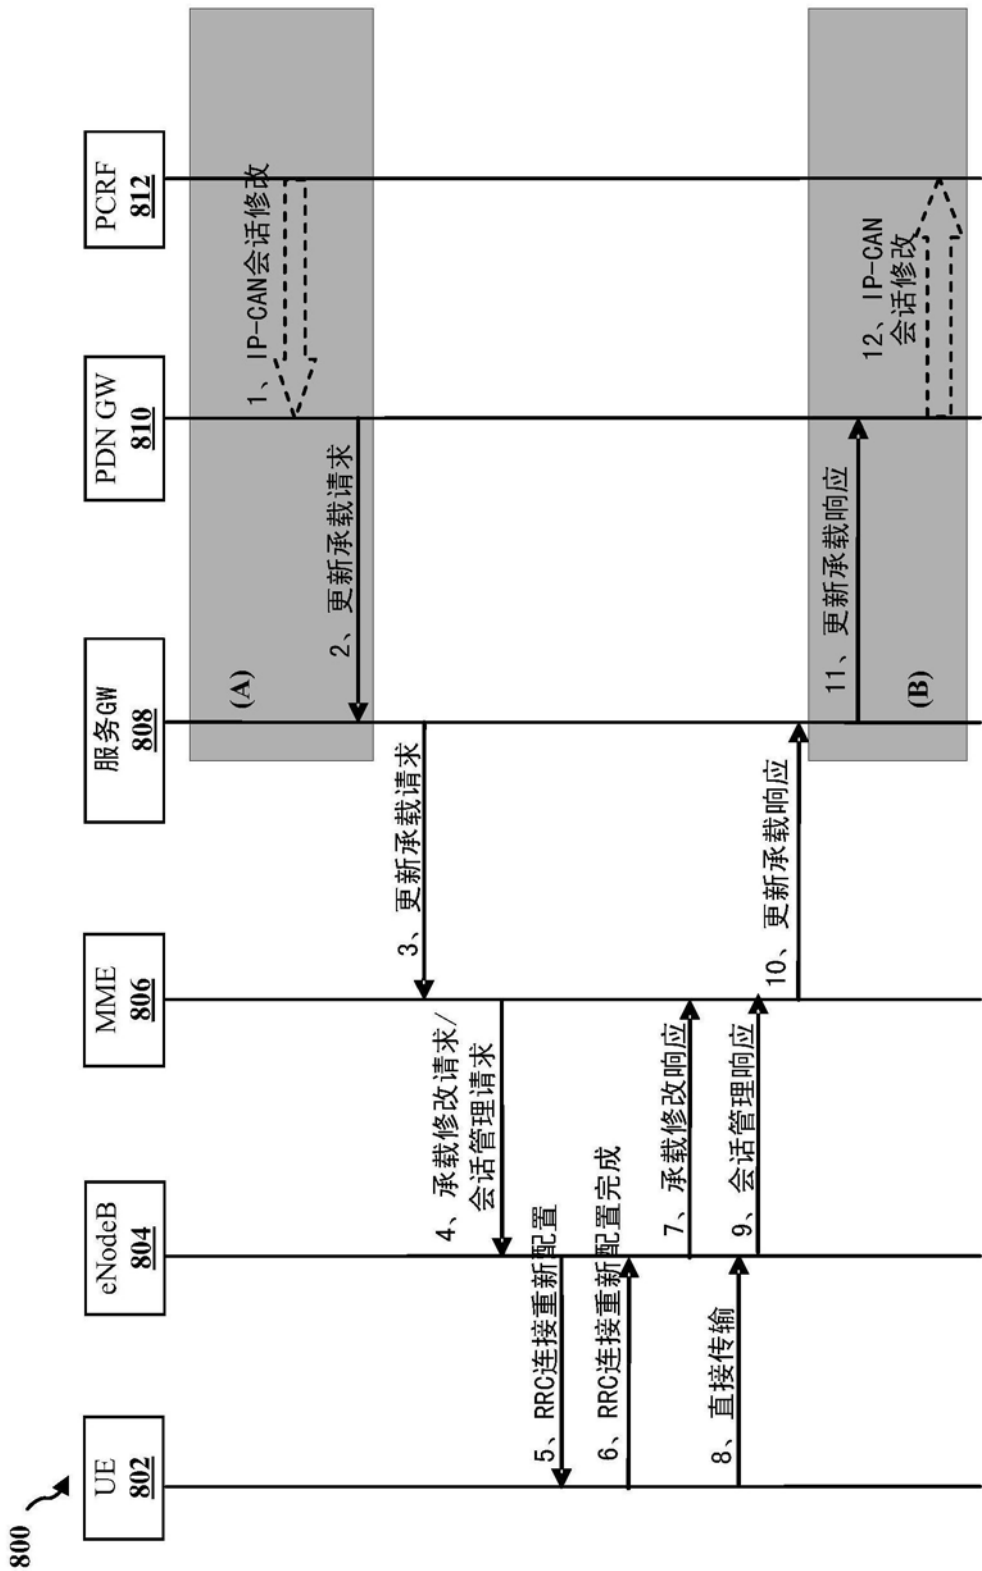 800
UE
802
eNodeB
804
MME
806
服务GW
808
PDN GW
810
PCRF
812
(A)
1、IP-CAN会话修改
2、更新承载请求
3、更新承载请求
4、承载修改请求/
会话管理请求
5、RRC连接重新配置
6、RRC连接重新配置完成
7、承载修改响应
8、直接传输
9、会话管理响应
10、更新承载响应
11、更新承载响应
(B)
12、IP-CAN
会话修改